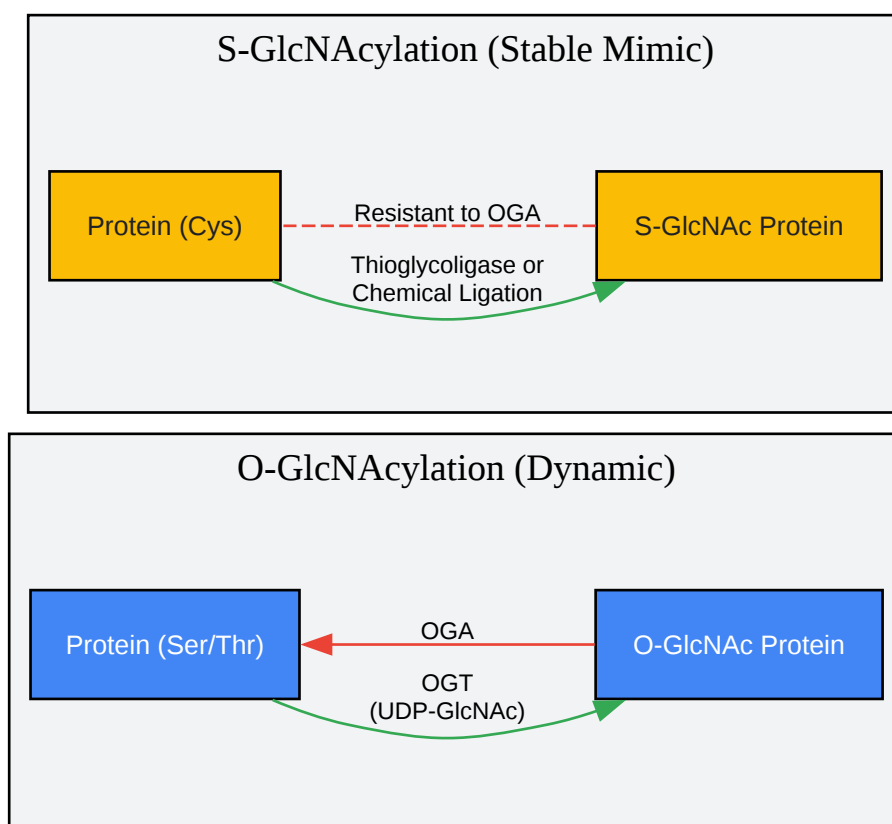 S-GlcNAcylation (Stable Mimic)
Protein (Cys)
Resistant to OGA
S-GlcNAc Protein
Thioglycoligase or
Chemical Ligation
O-GlcNAcylation (Dynamic)
Protein (Ser/Thr)
OGA
O-GlcNAc Protein
OGT
(UDP-GlcNAc)